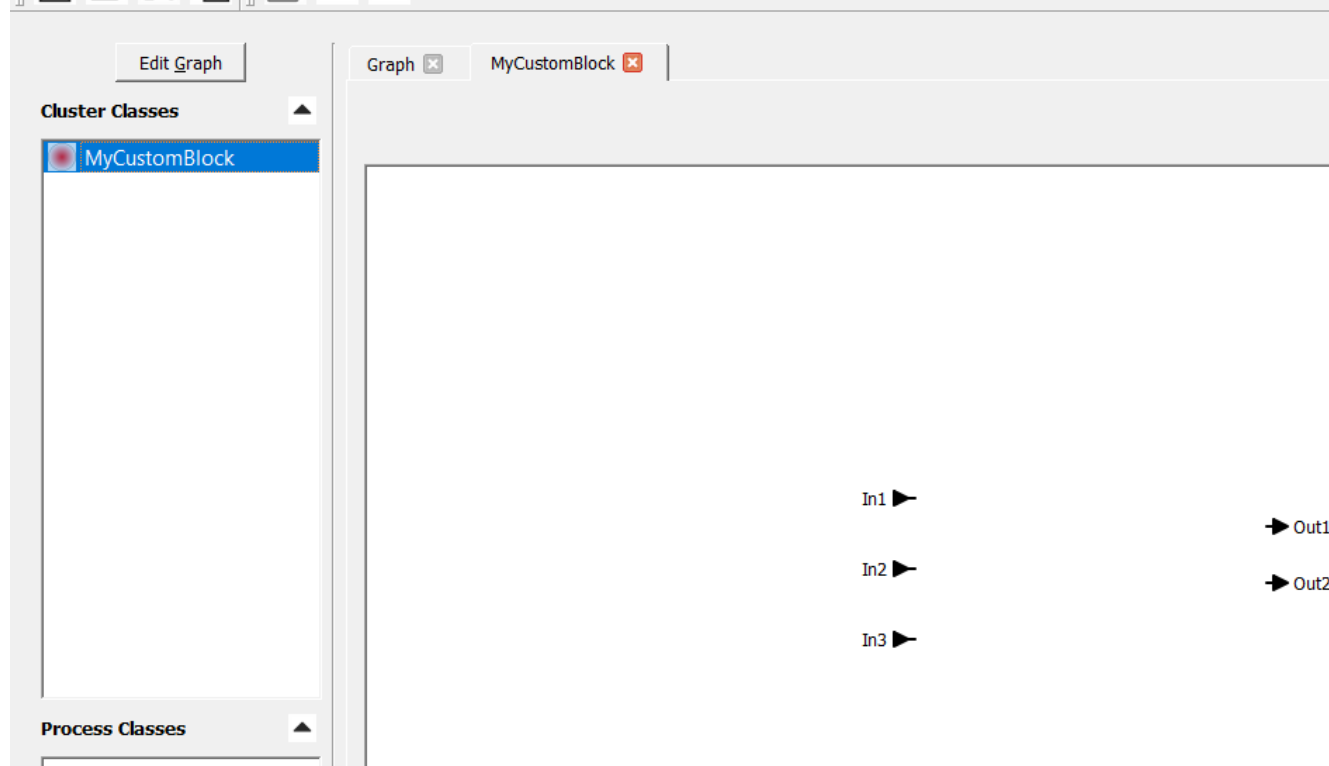 Edit Graph
Graph
MyCustomBlock
Cluster Classes
MyCustomBlock
In1
Out1
In2
Out2
In3
Process Classes